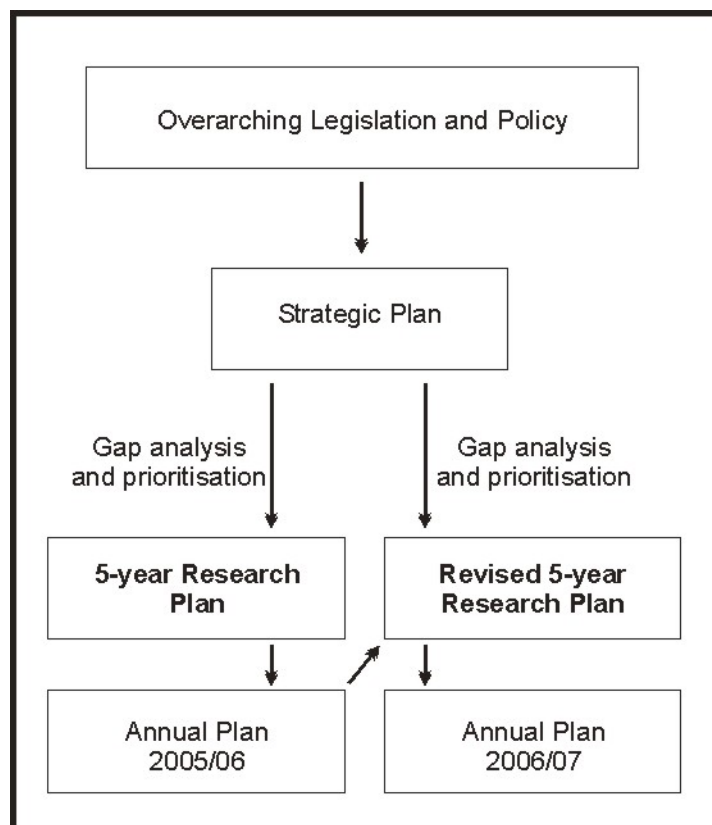 Overarching Legislation and Policy
Strategic Plan
Gap analysis
and prioritisation
Gap analysis
and prioritisation
5-year Research
Plan
Revised 5-year
Research Plan
Annual Plan
2005/06
Annual Plan
2006/07